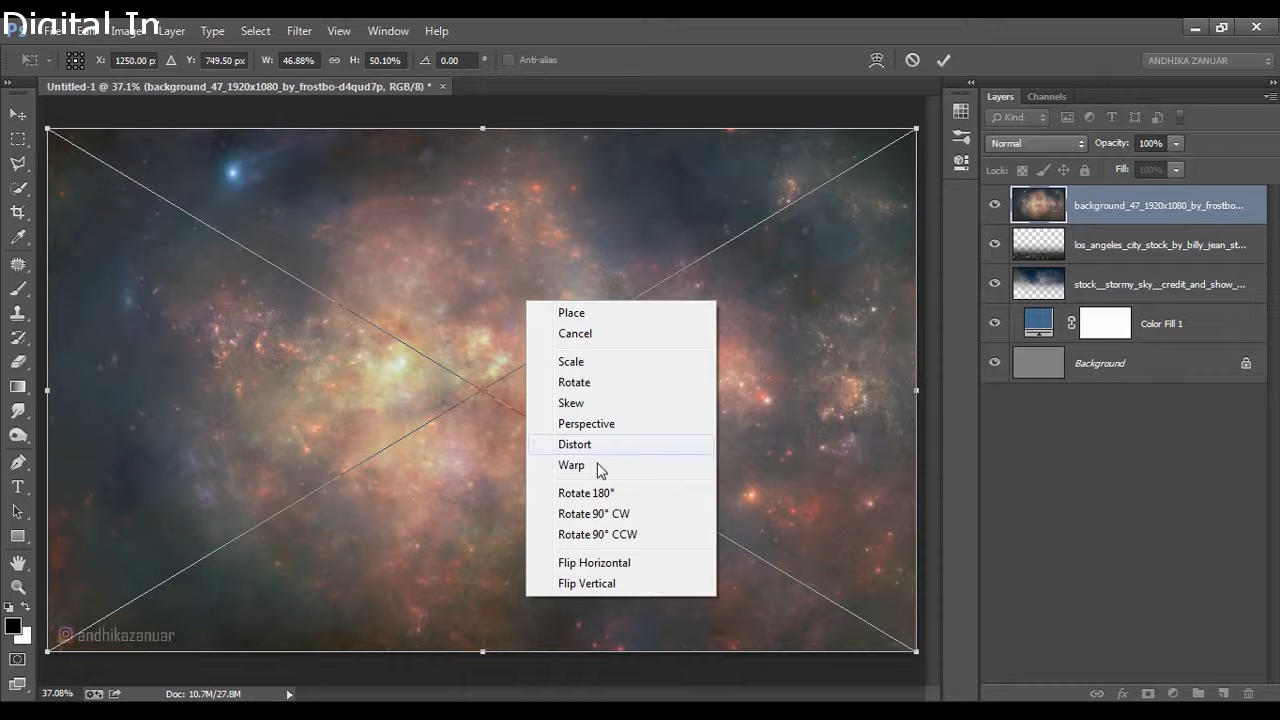 Digital In
Ps File Edit Image Layer Type Select Filter View Window Help
X: 1250.00 p Y: 749.50 px W: 46.88% H: 50.10% 0.00 ° Anti-alias ANDHIKA ZANUAR
Untitled-1 @ 37.1% (background_47_1920x1080_by_frostbo-d4qud7p, RGB/8) * ×
Layers Channels
Kind
Normal Opacity: 100%
Lock: Fill: 100%
background_47_1920x1080_by_frostbo...
los_angeles_city_stock_by_billy_jean_st...
stock__stormy_sky__credit_and_show_...
Color Fill 1
Background
Place
Cancel
Scale
Rotate
Skew
Perspective
Distort
Warp
Rotate 180°
Rotate 90° CW
Rotate 90° CCW
Flip Horizontal
Flip Vertical
andhikazanuar
37.08% Doc: 10.7M/27.8M